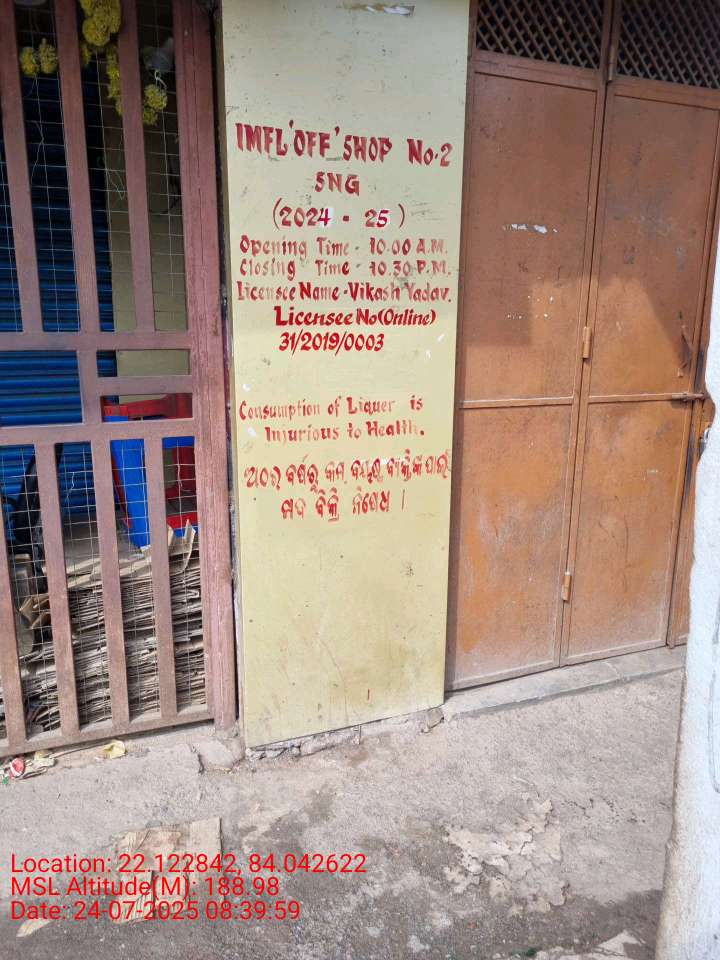 IMFL 'OFF' SHOP No-2
SNG
(2024 - 25)
Opening Time - 10.00 A.M.
Closing Time - 10.30 P.M.
Licensee Name - Vikash Yadav.
Licensee No(Online)
31/2019/0003
Consumption of Liquer is
Injurious to Health.
ଅଠର ବର୍ଷରୁ କମ୍ ବୟସ୍କ ବ୍ୟକ୍ତିଙ୍କ ପାଇଁ
ମଦ ବିକ୍ରି ନିଷେଧ |
Location: 22.122842, 84.042622
MSL Altitude(M): 188.98
Date: 24-07-2025 08:39:59